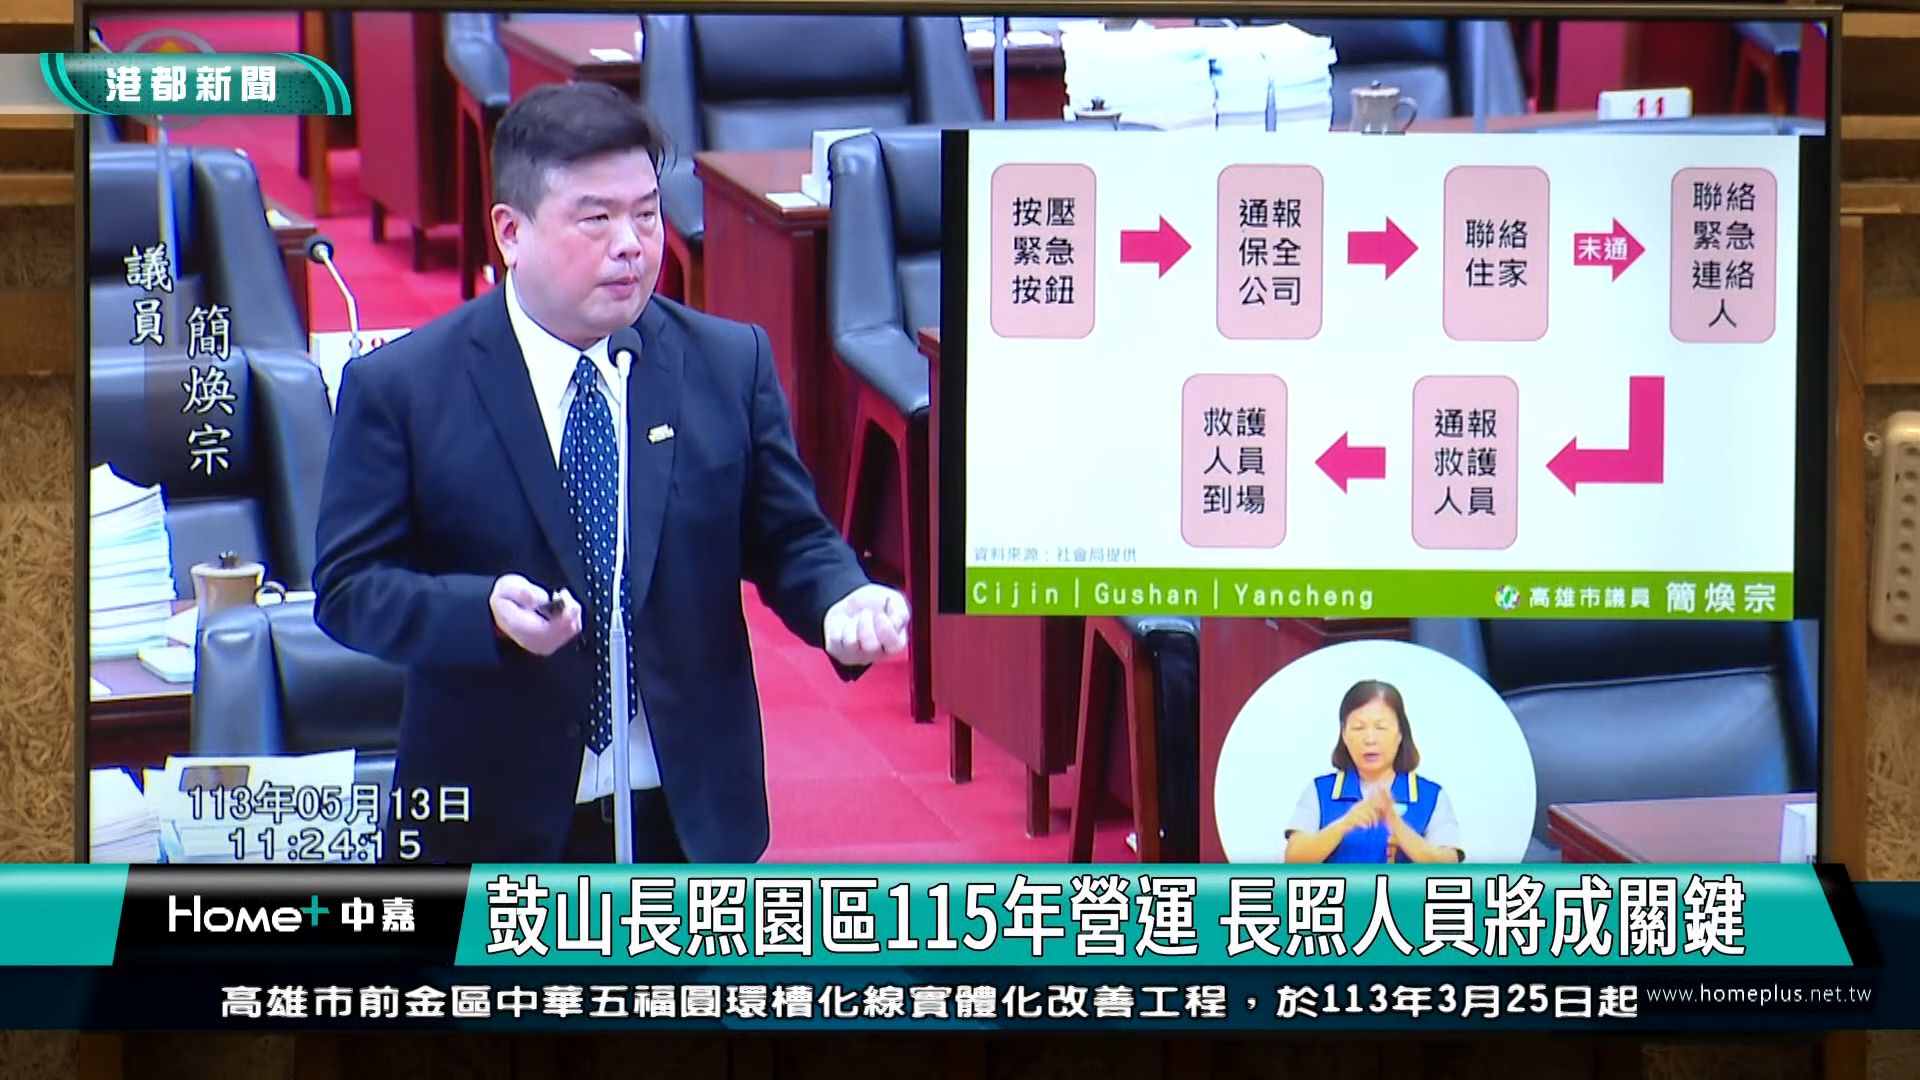 港都新聞
44
議員
簡煥宗
按壓
緊急
按鈕
通報
保全
公司
聯絡
住家
未通
聯絡
緊急
連絡
人
救護
人員
到場
通報
救護
人員
資料來源：社會局提供
Cijin｜Gushan｜Yancheng
高雄市議員 簡煥宗
113年05月13日
11:24:15
Home+中嘉
鼓山長照園區115年營運 長照人員將成關鍵
高雄市前金區中華五福圓環槽化線實體化改善工程，於113年3月25日起
www.homeplus.net.tw